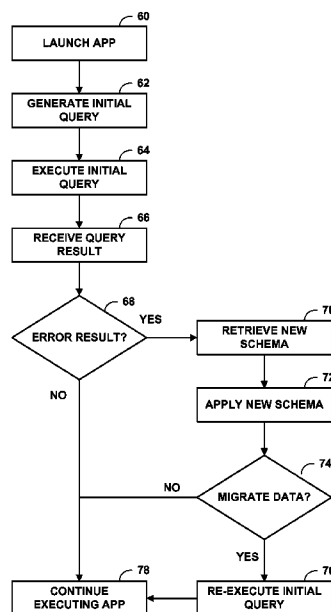 60
LAUNCH APP
62
GENERATE INITIAL
QUERY
64
EXECUTE INITIAL
QUERY
66
RECEIVE QUERY
RESULT
68
ERROR RESULT?
YES
NO
70
RETRIEVE NEW
SCHEMA
72
APPLY NEW SCHEMA
74
MIGRATE DATA?
NO
YES
76
RE-EXECUTE INITIAL
QUERY
78
CONTINUE
EXECUTING APP